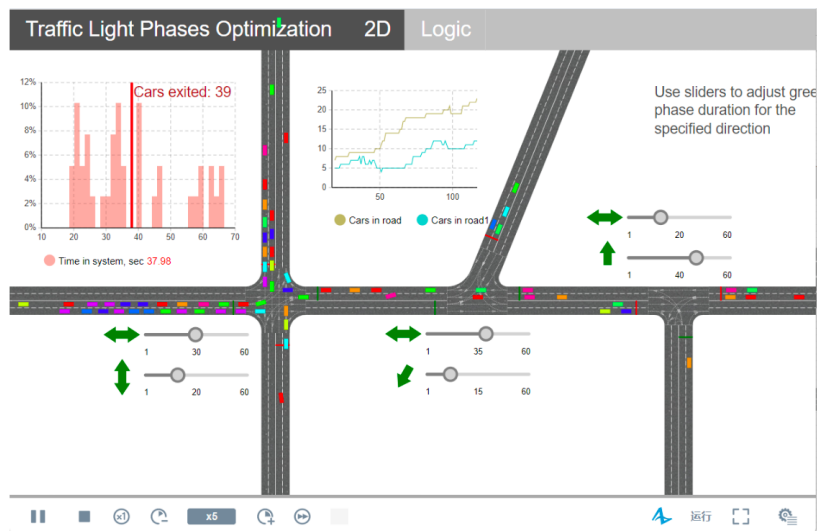 Traffic Light Phases Optimization 2D Logic
12%
10%
8%
6%
4%
2%
0%
10 20 30 40 50 60 70
Cars exited: 39
Time in system, sec 37.98
25
20
15
10
5
0
50 100
Cars in road Cars in road1
Use sliders to adjust gree
phase duration for the
specified direction
1 20 60
1 40 60
1 30 60
1 20 60
1 35 60
1 15 60
x1
x5
运行